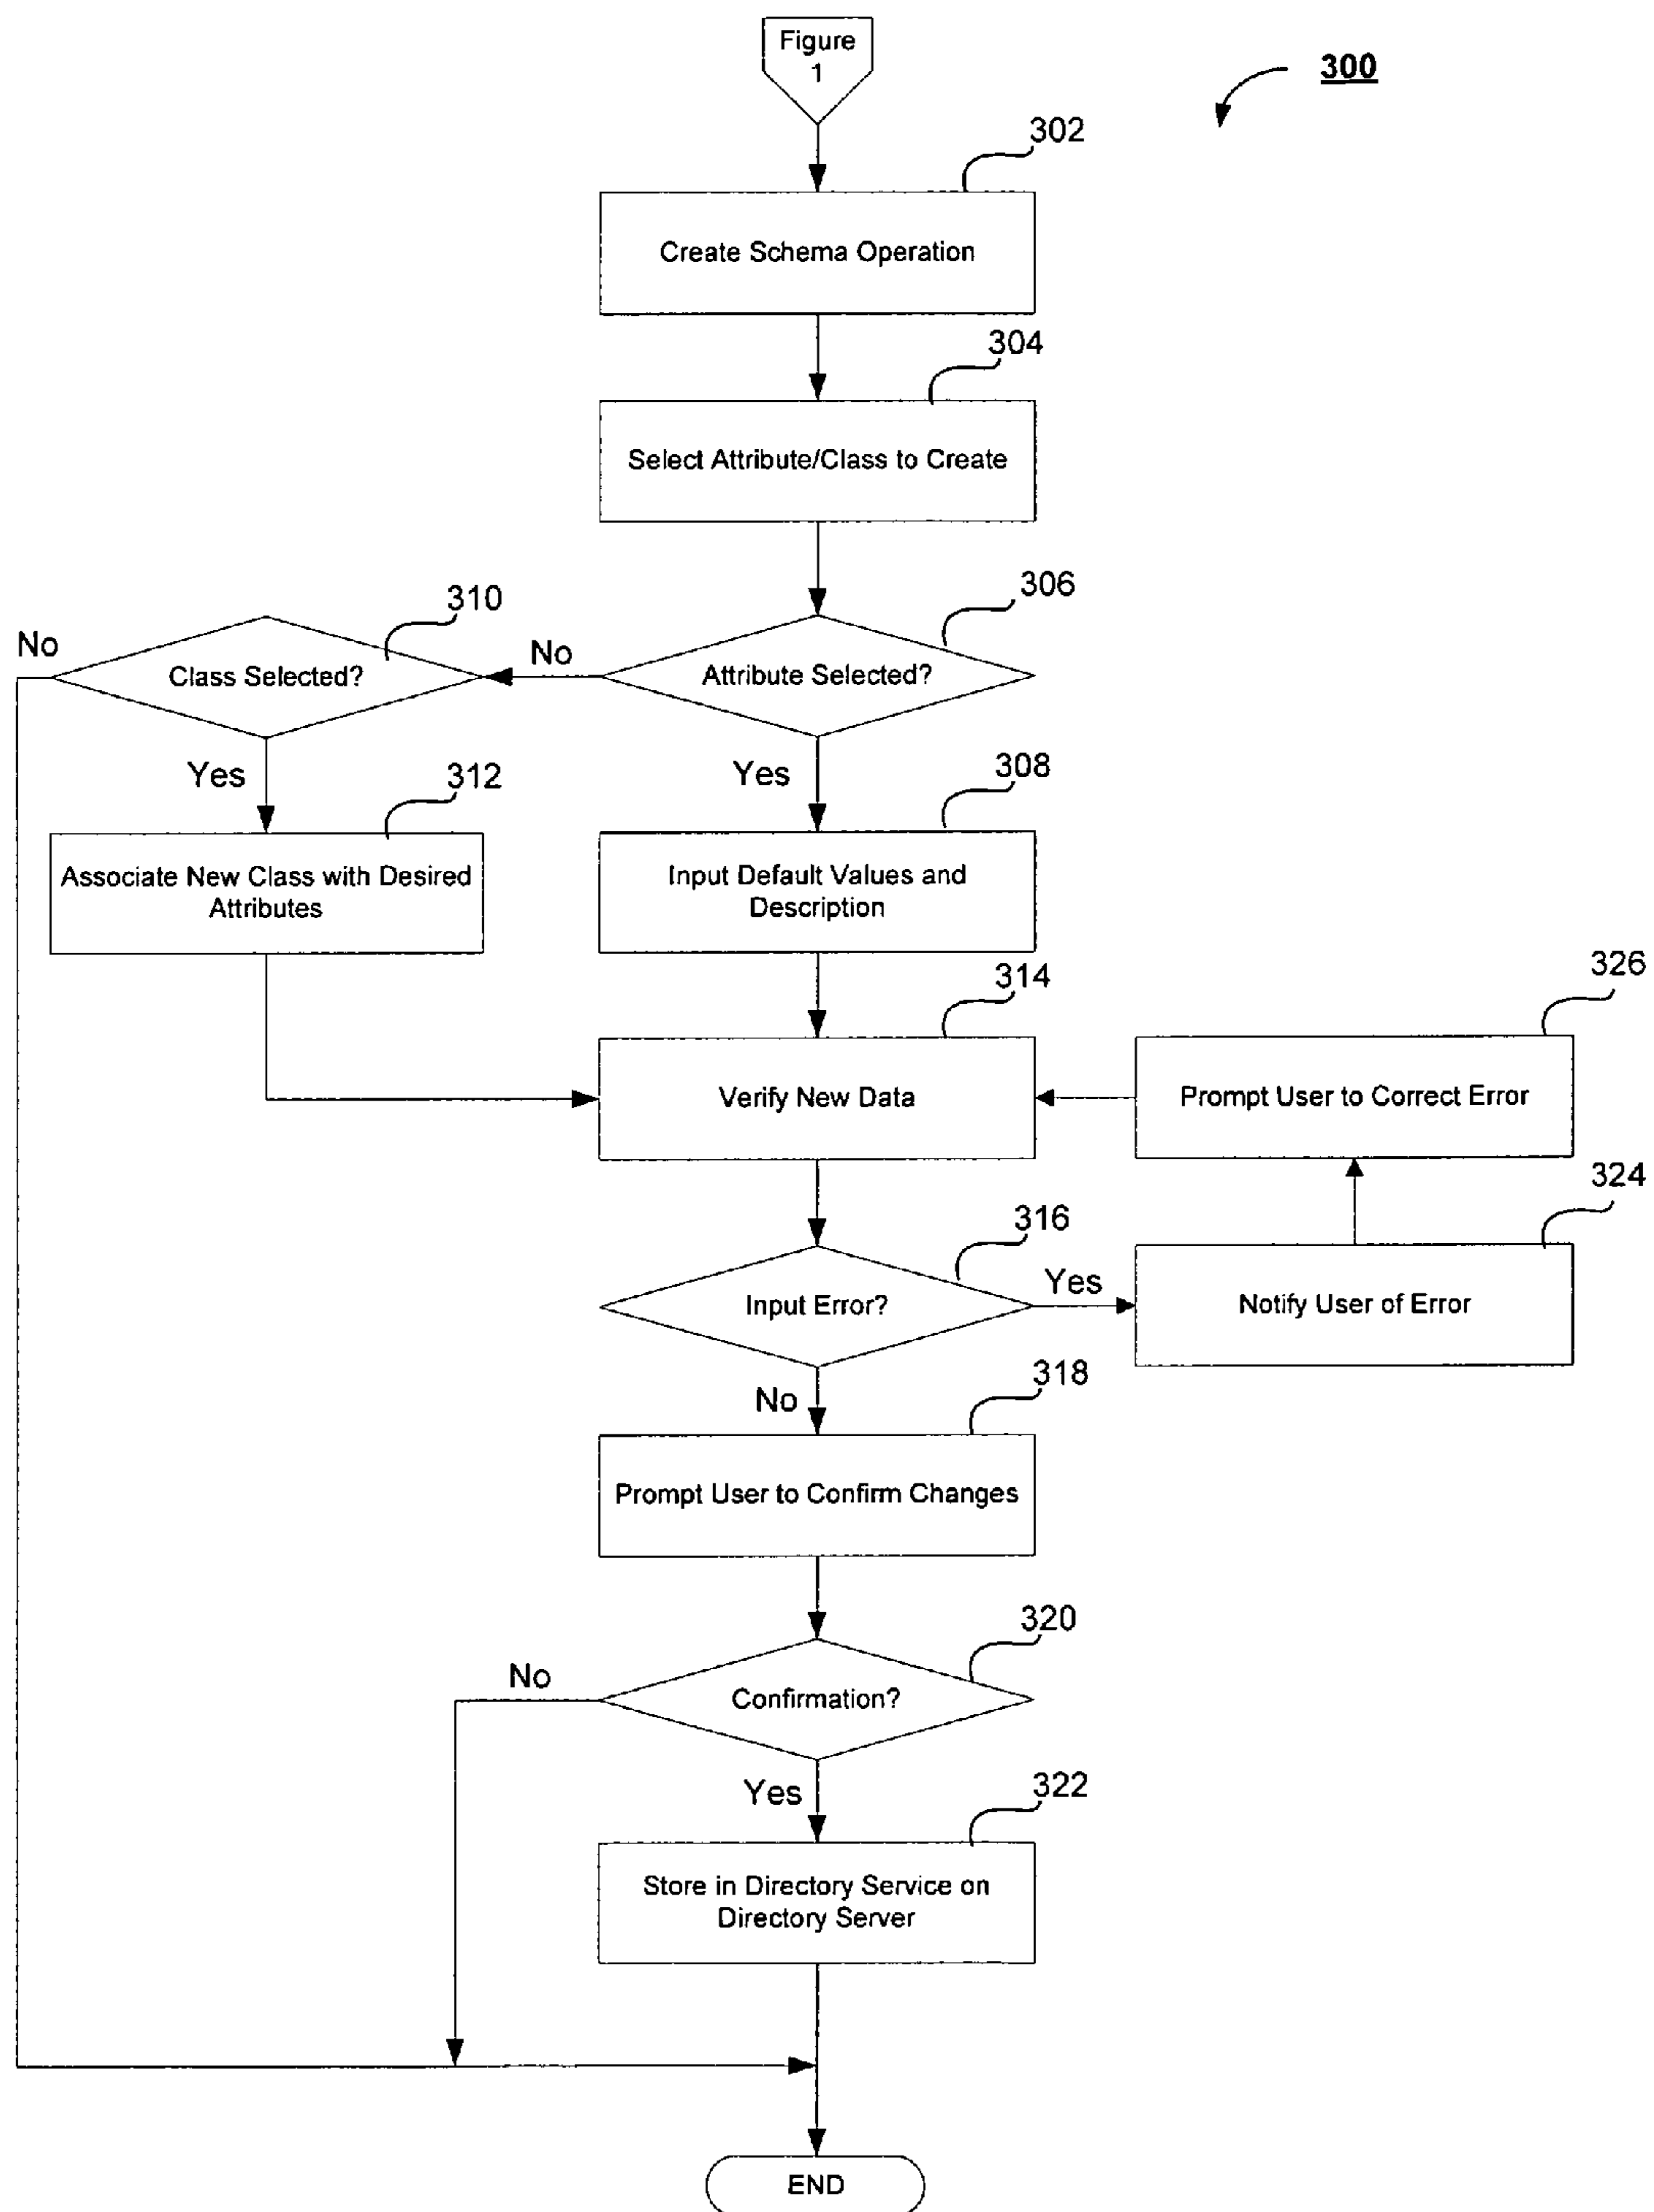 Figure
1
300
302
Create Schema Operation
304
Select Attribute/Class to Create
306
310
No
Class Selected?
No
Attribute Selected?
Yes
312
Yes
308
Associate New Class with Desired
Attributes
Input Default Values and
Description
314
326
Verify New Data
Prompt User to Correct Error
324
316
Input Error?
Yes
Notify User of Error
No
318
Prompt User to Confirm Changes
320
No
Confirmation?
Yes
322
Store in Directory Service on
Directory Server
END